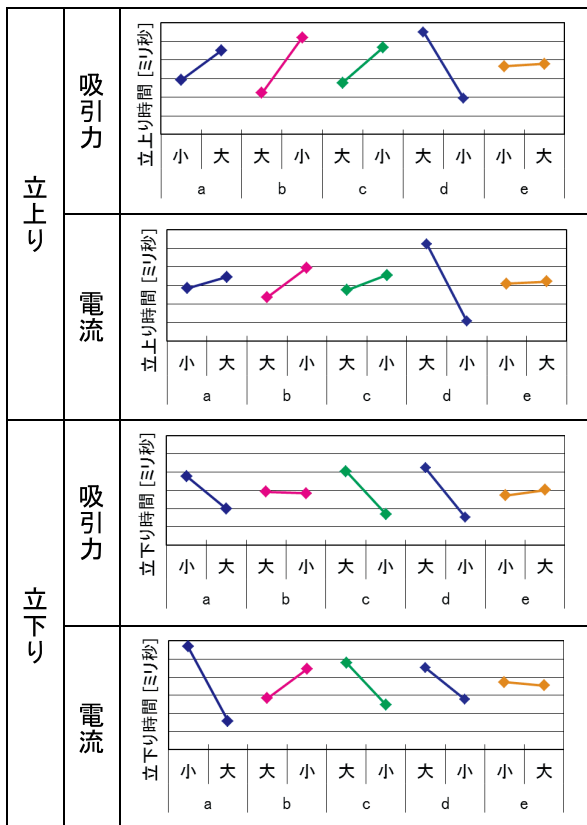 立上り
吸引力
立上り時間 [ミリ秒]
小 大 大 小 大 小 大 小 小 大
a b c d e
電流
立上り時間 [ミリ秒]
小 大 大 小 大 小 大 小 小 大
a b c d e
立下り
吸引力
立下り時間 [ミリ秒]
小 大 大 小 大 小 大 小 小 大
a b c d e
電流
立下り時間 [ミリ秒]
小 大 大 小 大 小 大 小 小 大
a b c d e